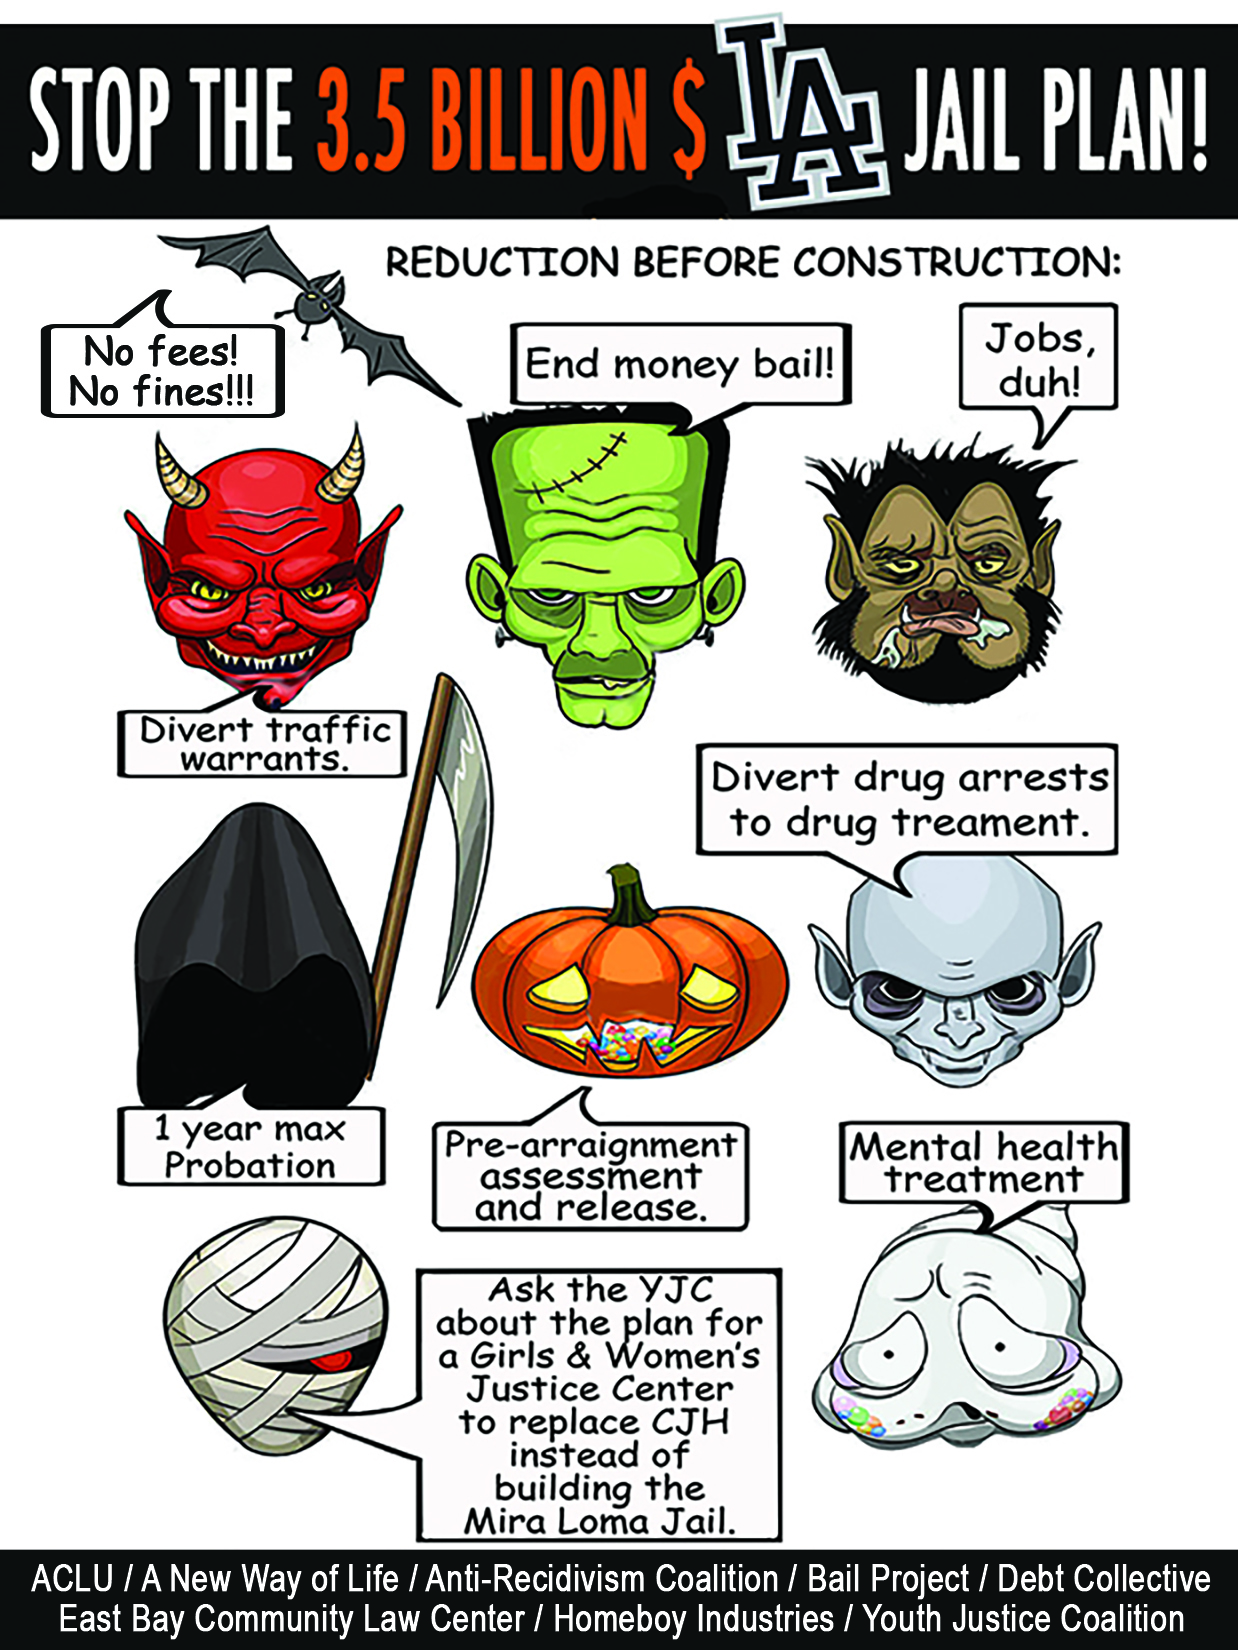 STOP THE 3.5 BILLION $ LA JAIL PLAN!
REDUCTION BEFORE CONSTRUCTION:
No fees!
No fines!!!
End money bail!
Jobs,
duh!
Divert traffic
warrants.
Divert drug arrests
to drug treament.
1 year max
Probation
Pre-arraignment
assessment
and release.
Mental health
treatment
Ask the YJC
about the plan for
a Girls & Women's
Justice Center
to replace CJH
instead of
building the
Mira Loma Jail.
ACLU / A New Way of Life / Anti-Recidivism Coalition / Bail Project / Debt Collective
East Bay Community Law Center / Homeboy Industries / Youth Justice Coalition